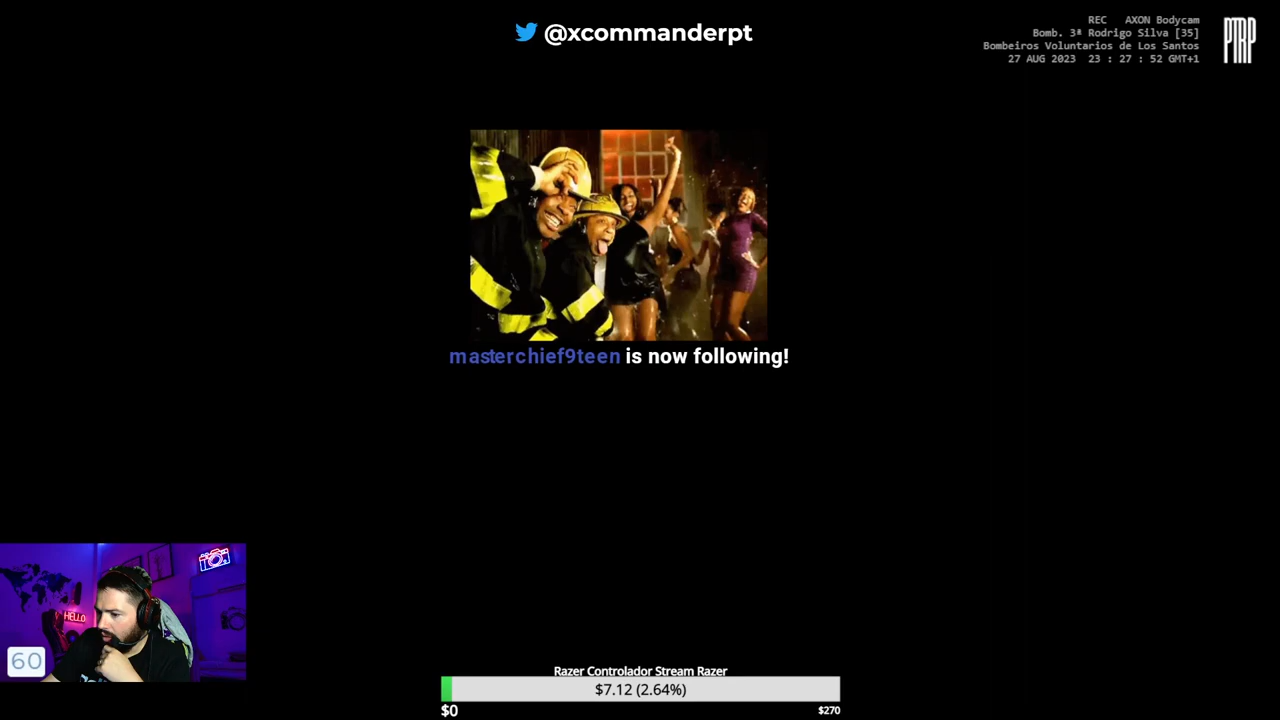 @xcommanderpt
REC AXON Bodycam
Bomb. 3ª Rodrigo Silva [35]
Bombeiros Voluntarios de Los Santos
27 AUG 2023 23 : 27 : 52 GMT+1
PTRP
masterchief9teen is now following!
HELLO
60
Razer Controlador Stream Razer
$7.12 (2.64%)
$0
$270